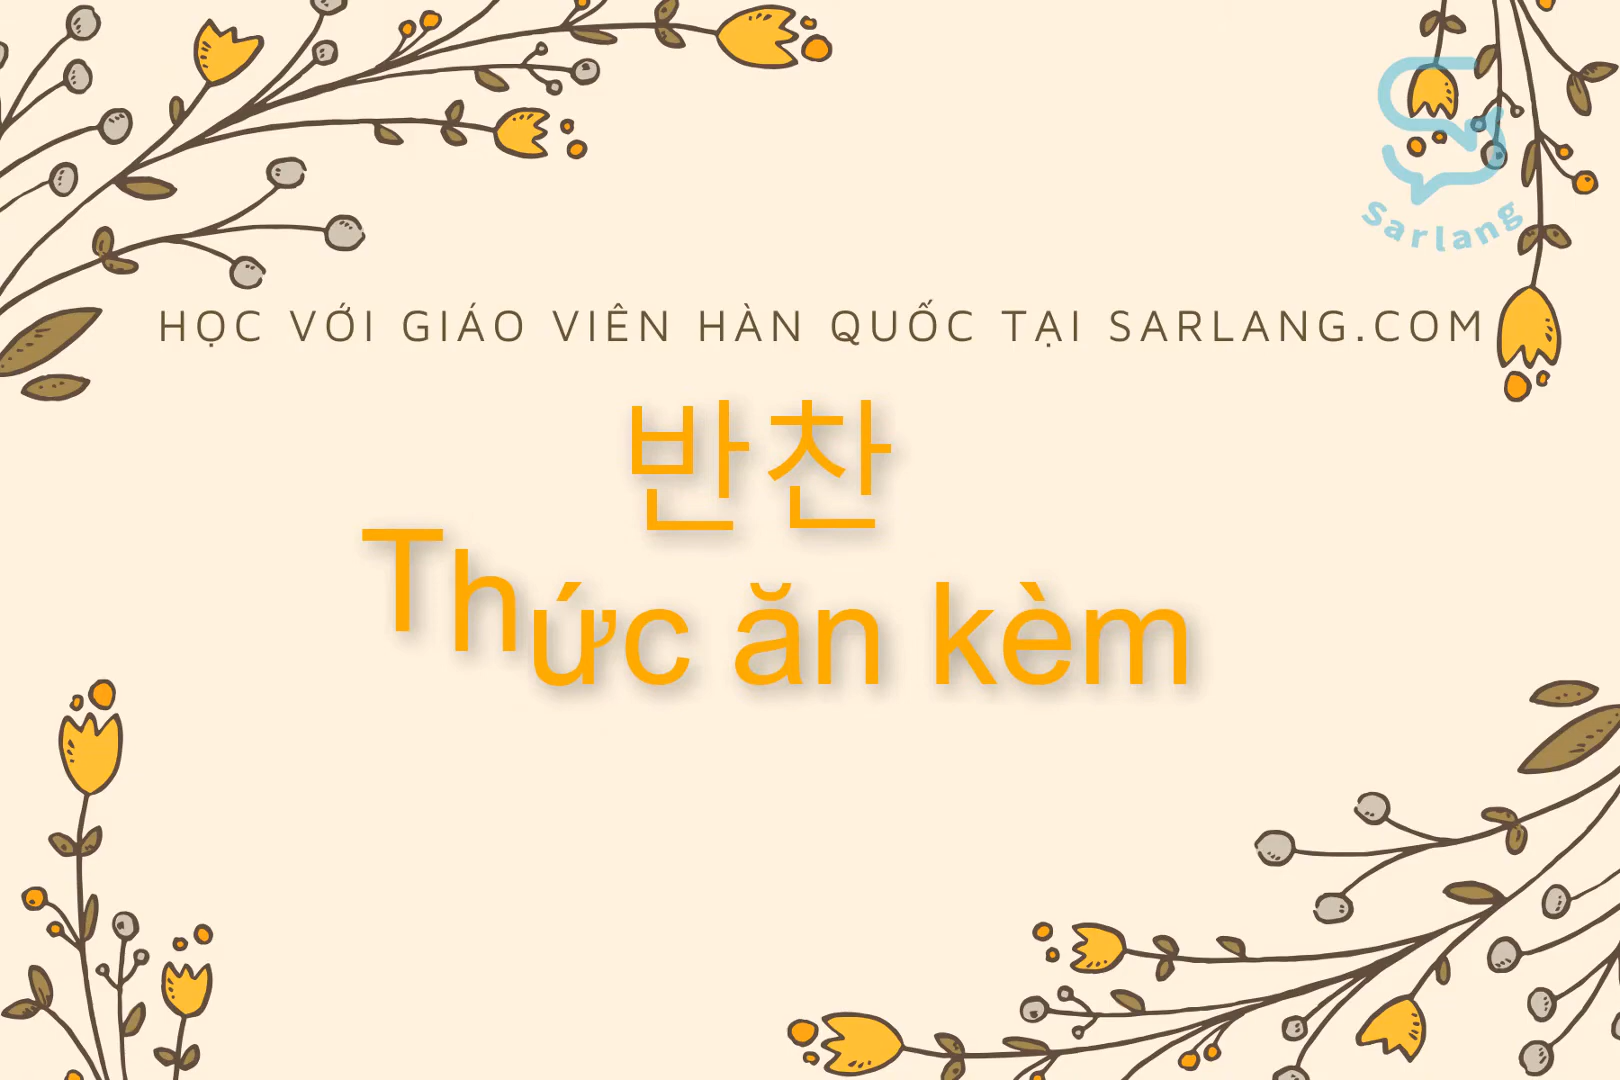 Sarlang
HỌC VỚI GIÁO VIÊN HÀN QUỐC TẠI SARLANG.COM
반찬
Thức ăn kèm